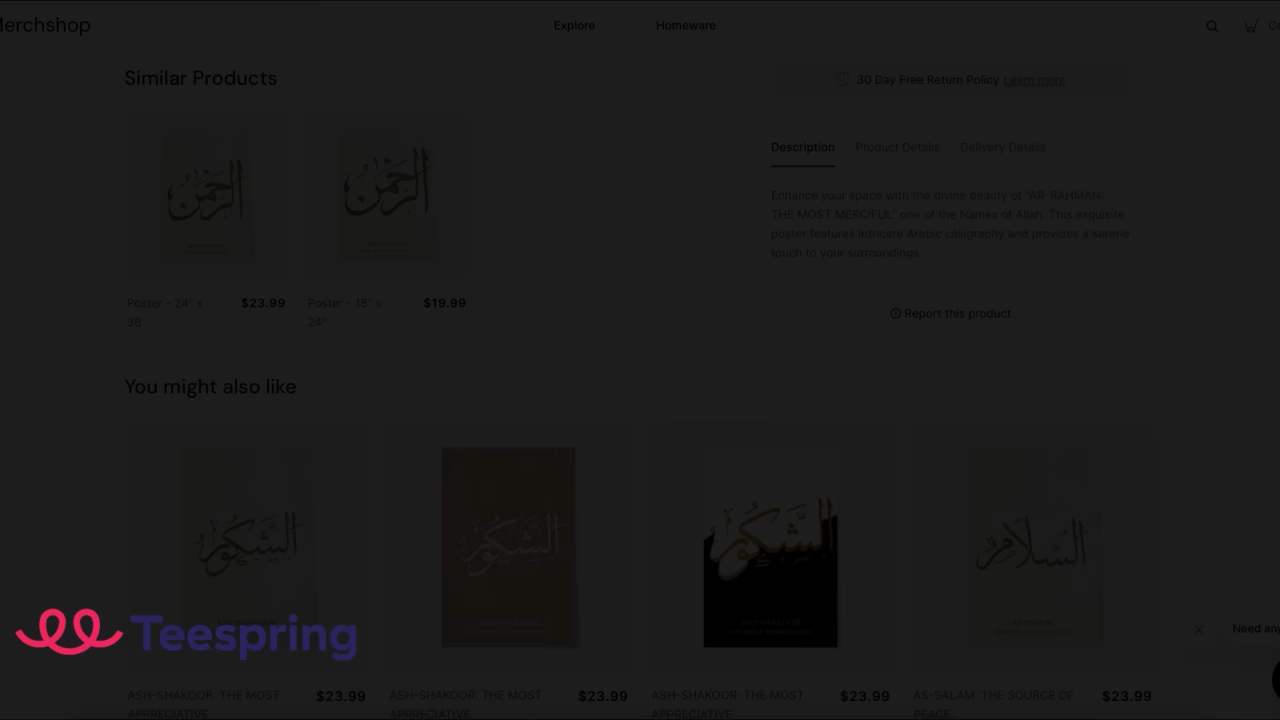 Merchshop
Explore
Homeware
Similar Products
30 Day Free Return Policy Learn more
الرحمن
الرحمن
Description
Product Details
Delivery Details
Enhance your space with the divine beauty of 'AR-RAHMAN:
THE MOST MERCIFUL' one of the Names of Allah. This exquisite
poster features intricate Arabic calligraphy and provides a serene
touch to your surroundings.
Poster - 24" x
36"
$23.99
Poster - 18" x
24"
$19.99
Report this product
You might also like
الشكور
الشكور
الشكور
السلام
Teespring
Need any
ASH-SHAKOOR: THE MOST
APPRECIATIVE
$23.99
ASH-SHAKOOR: THE MOST
APPRECIATIVE
$23.99
ASH-SHAKOOR: THE MOST
APPRECIATIVE
$23.99
AS-SALAM: THE SOURCE OF
PEACE
$23.99